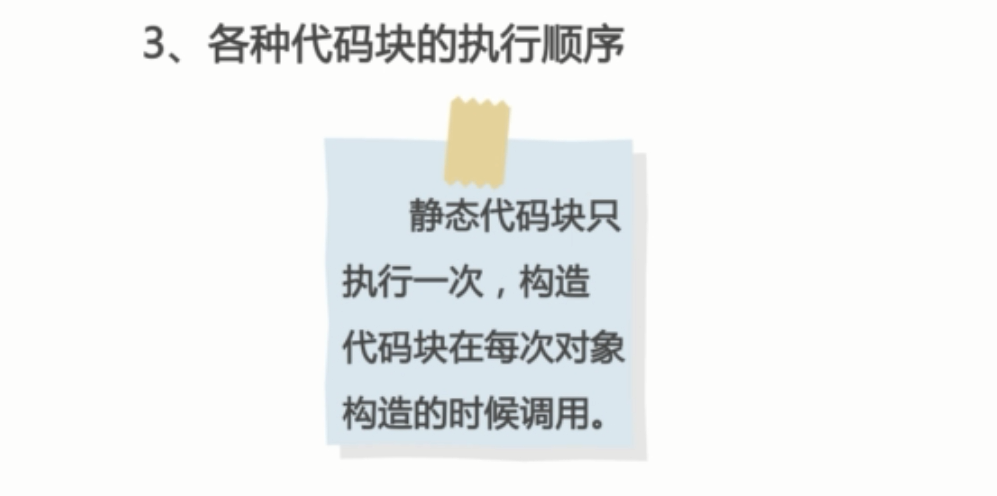 3、各种代码块的执行顺序
静态代码块只
执行一次，构造
代码块在每次对象
构造的时候调用。